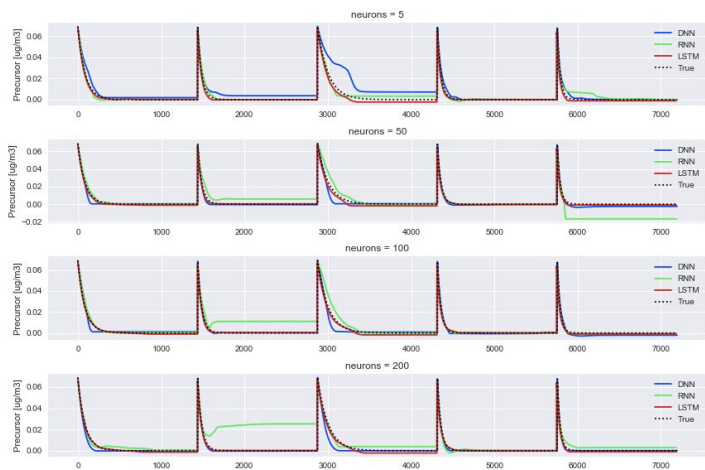 neurons = 5
Precursor [ug/m3]
0.06
0.04
0.02
0.00
DNN
RNN
LSTM
True
0 1000 2000 3000 4000 5000 6000 7000
neurons = 50
Precursor [ug/m3]
0.06
0.04
0.02
0.00
−0.02
DNN
RNN
LSTM
True
0 1000 2000 3000 4000 5000 6000 7000
neurons = 100
Precursor [ug/m3]
0.06
0.04
0.02
0.00
DNN
RNN
LSTM
True
0 1000 2000 3000 4000 5000 6000 7000
neurons = 200
Precursor [ug/m3]
0.06
0.04
0.02
0.00
DNN
RNN
LSTM
True
0 1000 2000 3000 4000 5000 6000 7000